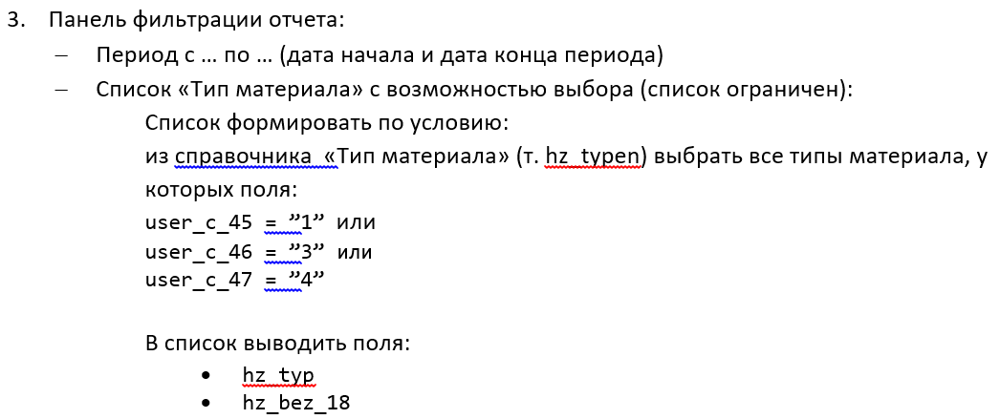 3. Панель фильтрации отчета:
– Период с ... по ... (дата начала и дата конца периода)
– Список «Тип материала» с возможностью выбора (список ограничен):
Список формировать по условию:
из справочника «Тип материала» (т. hz_typen) выбрать все типы материала, у
которых поля:
user_c_45 = ”1” или
user_c_46 = ”3” или
user_c_47 = ”4”
В список выводить поля:
• hz_typ
• hz_bez_18